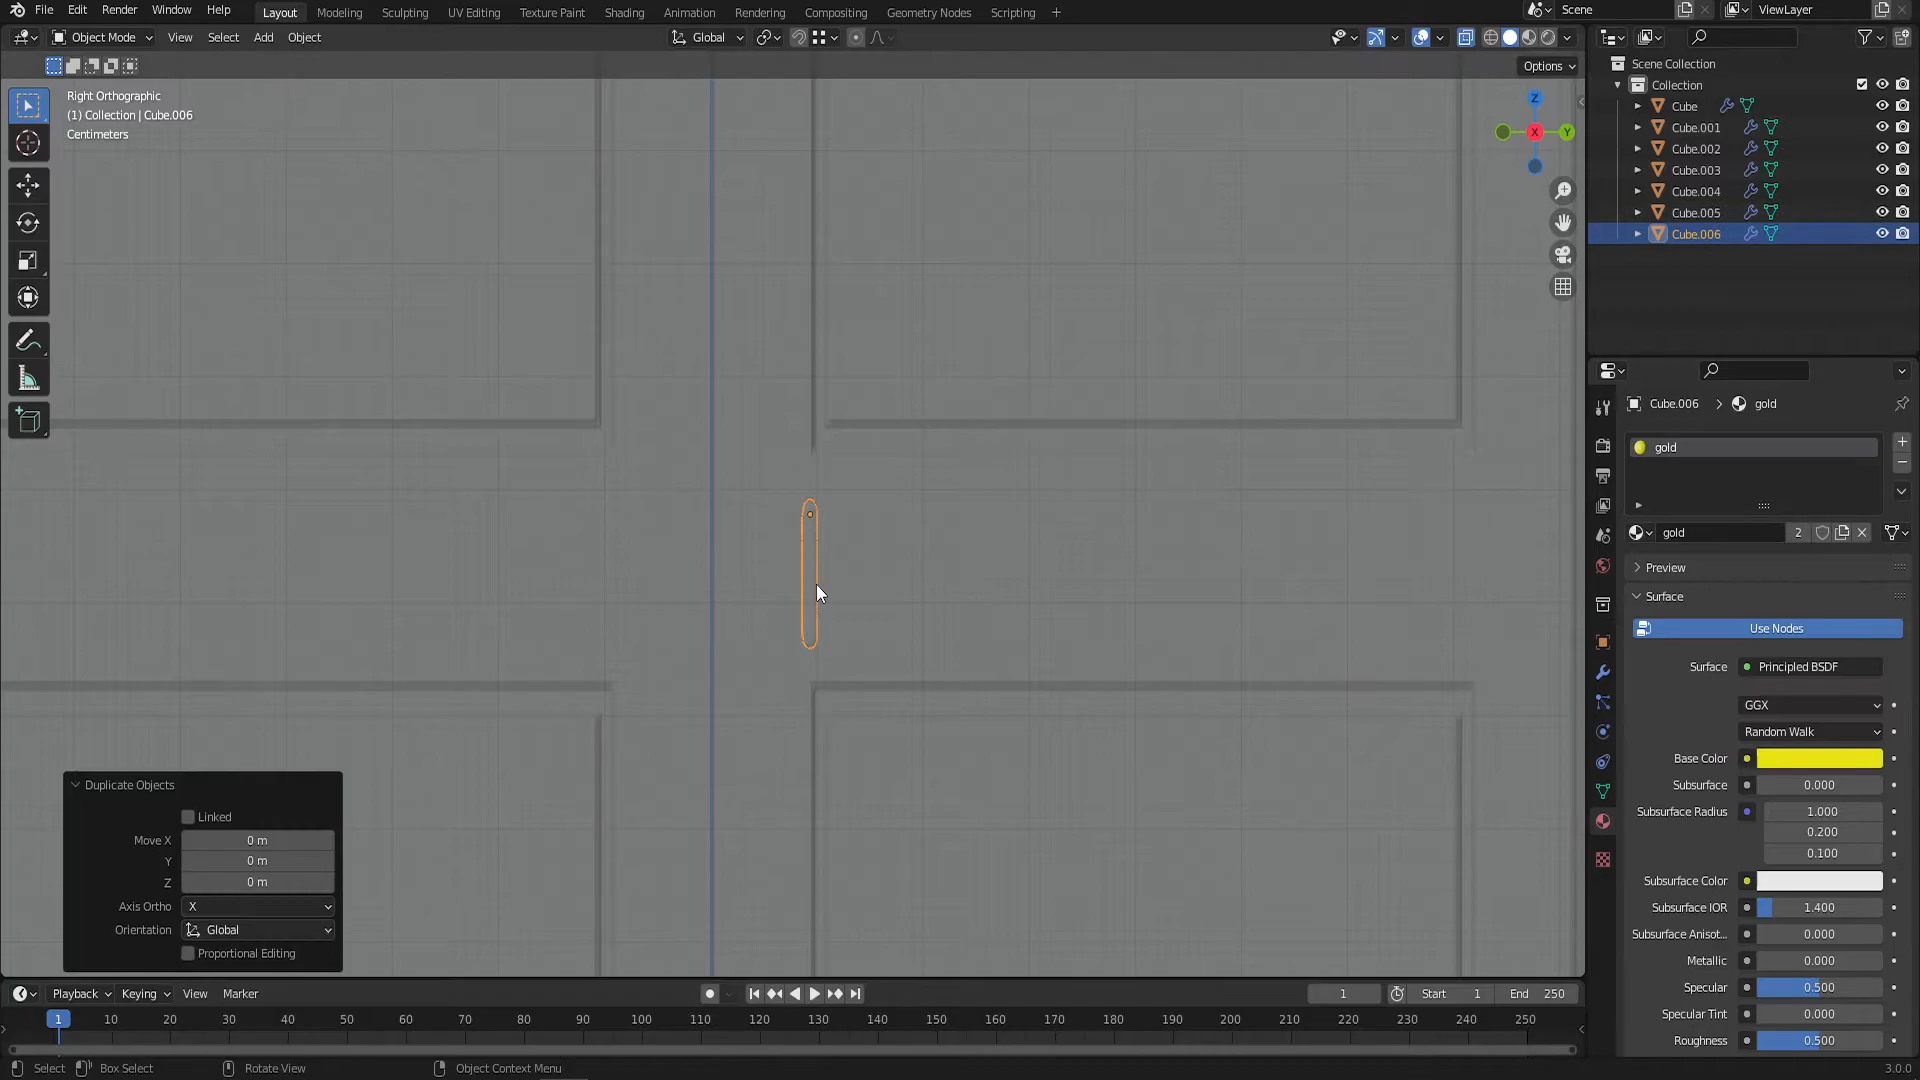 File Edit Render Window Help Layout Modeling Sculpting UV Editing Texture Paint Shading Animation Rendering Compositing Geometry Nodes Scripting + Scene ViewLayer
Object Mode View Select Add Object Global
Options
Right Orthographic
(1) Collection | Cube.006
Centimeters
Z
X
Y
Scene Collection
Collection
Cube
Cube.001
Cube.002
Cube.003
Cube.004
Cube.005
Cube.006
Cube.006 > gold
gold
gold 2
Preview
Surface
Use Nodes
Surface Principled BSDF
GGX
Random Walk
Base Color
Subsurface 0.000
Subsurface Radius 1.000
0.200
0.100
Subsurface Color
Subsurface IOR 1.400
Subsurface Anisot... 0.000
Metallic 0.000
Specular 0.500
Specular Tint 0.000
Roughness 0.500
Duplicate Objects
Linked
Move X 0 m
Y 0 m
Z 0 m
Axis Ortho X
Orientation Global
Proportional Editing
Playback Keying View Marker 1 Start 1 End 250
1 10 20 30 40 50 60 70 80 90 100 110 120 130 140 150 160 170 180 190 200 210 220 230 240 250
Select Box Select Rotate View Object Context Menu 3.0.0